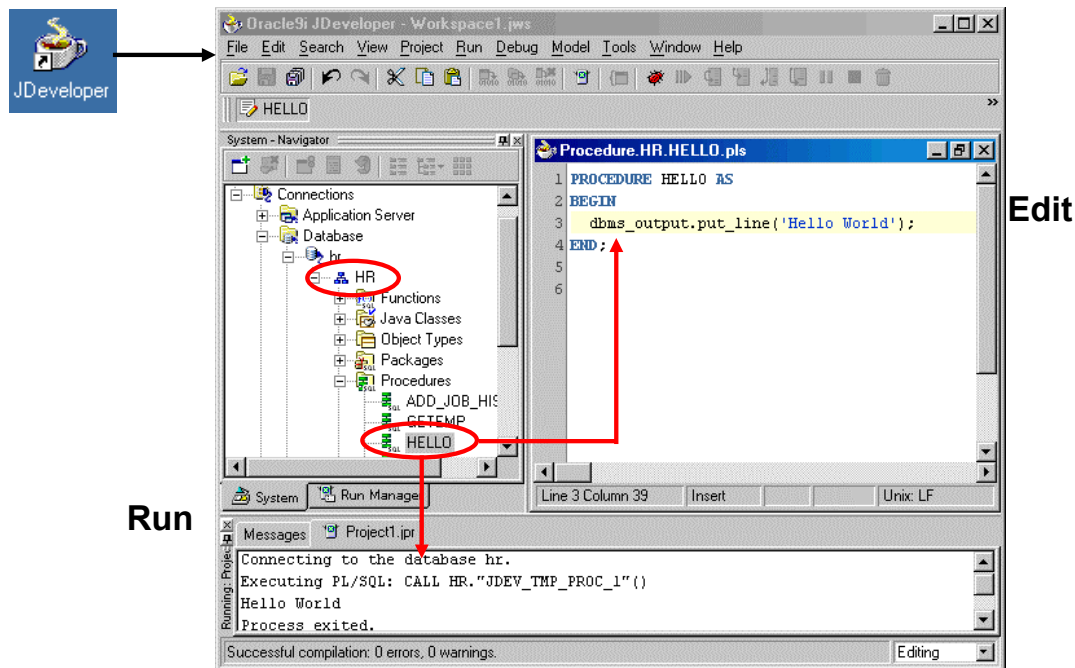 JDeveloper
Oracle9i JDeveloper - Workspace1.jws
File Edit Search View Project Run Debug Model Tools Window Help
HELLO
»
System - Navigator
Connections
Application Server
Database
hr
HR
Functions
Java Classes
Object Types
Packages
Procedures
ADD_JOB_HIS
GETEMP
HELLO
System Run Manager
Procedure.HR.HELLO.pls
1 PROCEDURE HELLO AS
2 BEGIN
3 dbms_output.put_line('Hello World');
4 END;
5
6
Line 3 Column 39 Insert Unix: LF
Edit
Run
Messages Project1.jpr
Running: Projec
Connecting to the database hr.
Executing PL/SQL: CALL HR."JDEV_TMP_PROC_1"()
Hello World
Process exited.
Successful compilation: 0 errors, 0 warnings. Editing